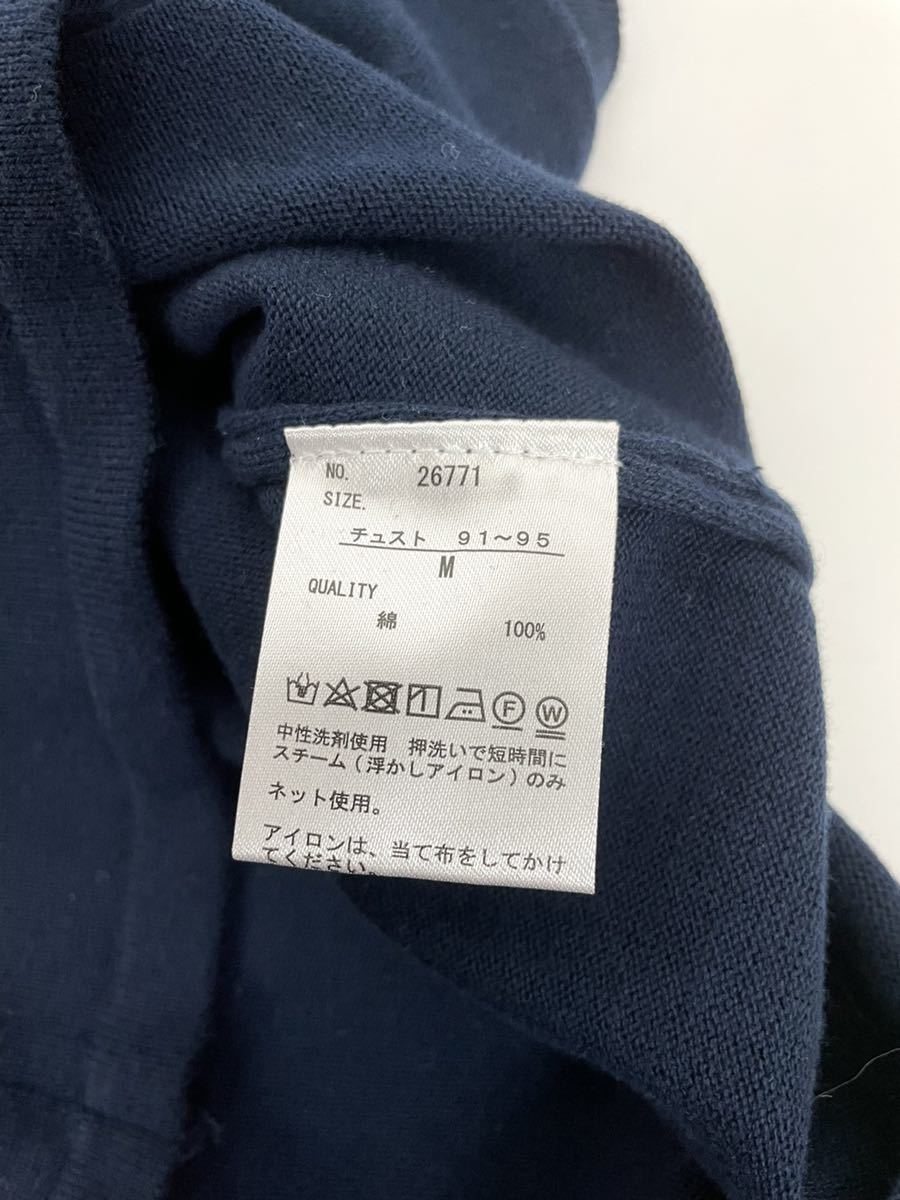 NO. 26771
SIZE.
チュスト 91～95
M
QUALITY
綿 100%
F W
中性洗剤使用 押洗いで短時間に
スチーム(浮かしアイロン)のみ
ネット使用。
アイロンは、当て布をしてかけ
てください。